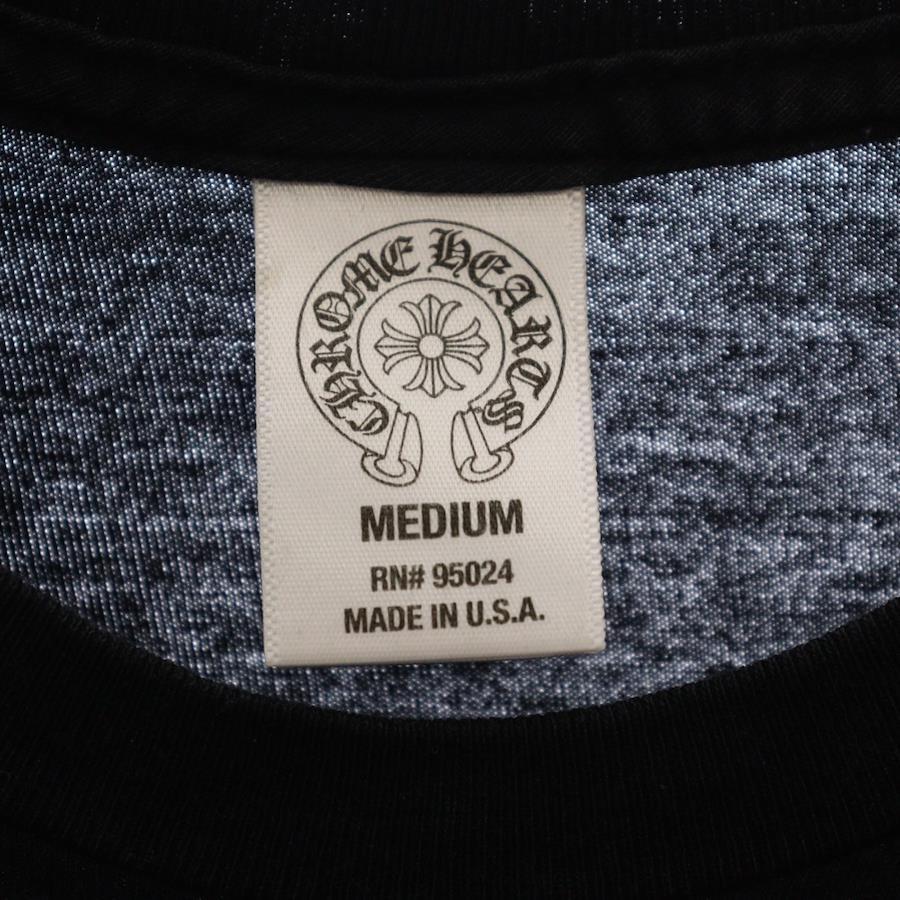 CHROME HEARTS
MEDIUM
RN# 95024
MADE IN U.S.A.